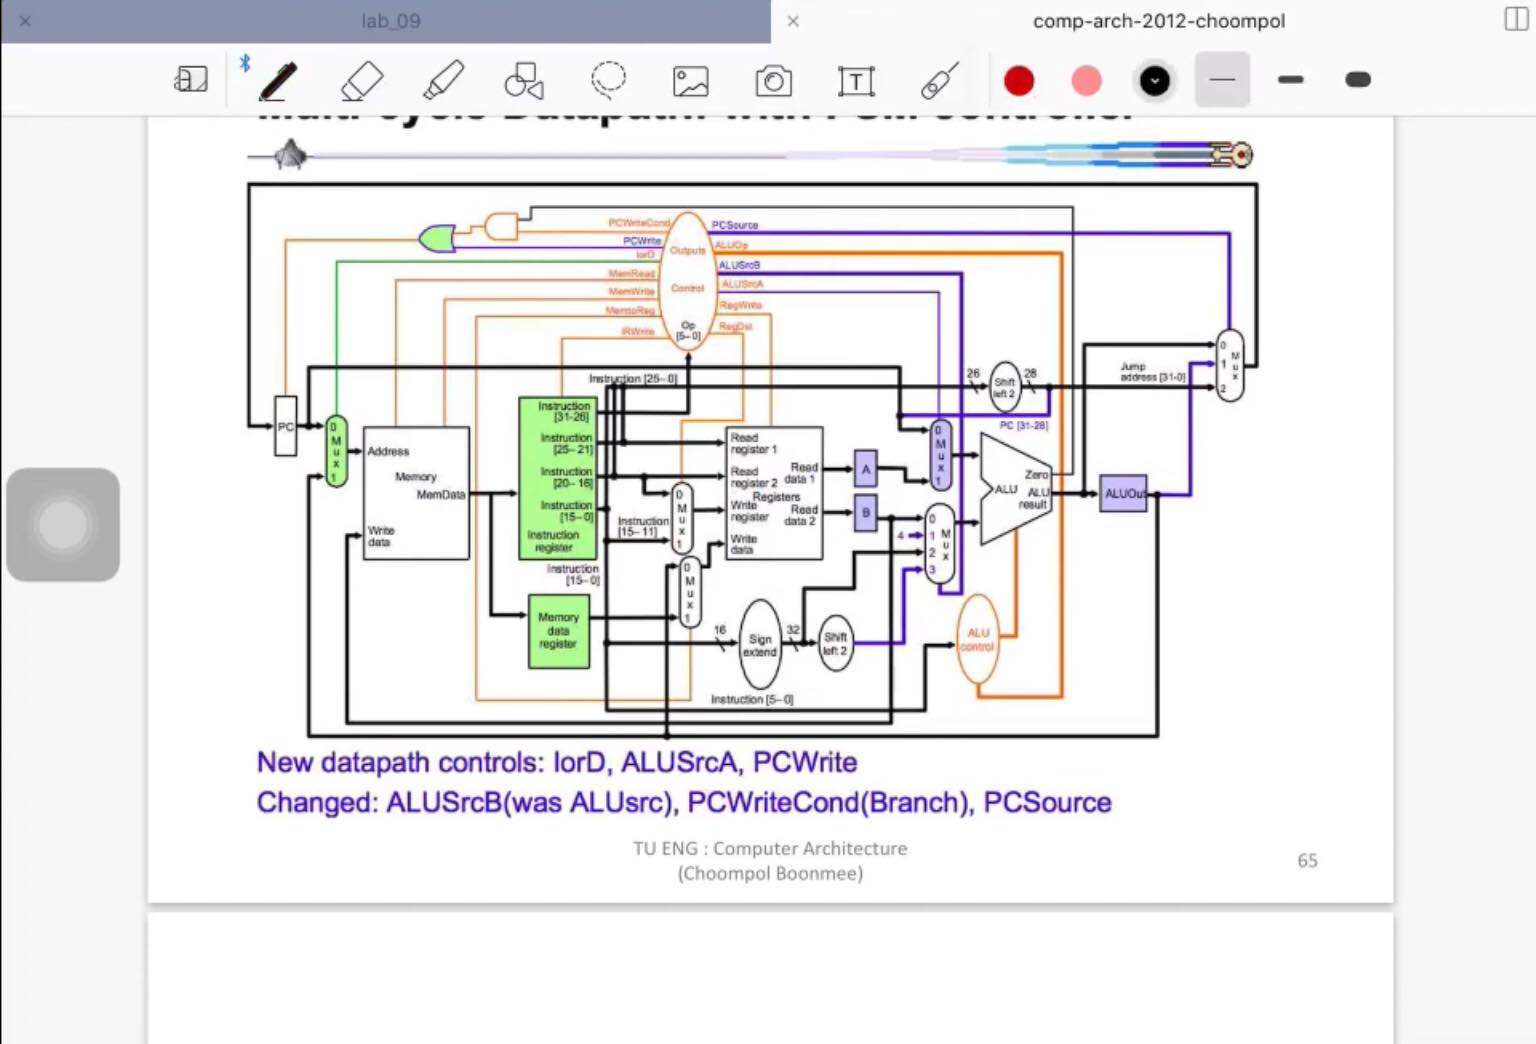 lab_09
comp-arch-2012-choompol
T
Multi-cycle Datapath: with FSM controller
PCWriteCond
PCSource
PCWrite
ALUOp
IorD
Outputs
ALUSrcB
MemRead
ALUSrcA
Control
MemWrite
RegWrite
MemtoReg
Op
[5–0]
RegDst
IRWrite
0
M
u
x
1
2
Instruction [25–0]
26
28
Shift
left 2
Jump
address [31-0]
PC [31-28]
PC
0
M
u
x
1
Address
Memory
MemData
Write
data
Instruction
[31-26]
Instruction
[25–21]
Instruction
[20–16]
Instruction
[15–0]
Instruction
register
Instruction
[15–11]
Instruction
[15–0]
0
M
u
x
1
0
M
u
x
1
Memory
data
register
Read
register 1
Read
register 2
Registers
Write
register
Write
data
Read
data 1
Read
data 2
A
B
0
M
u
x
1
4
0
1
2
3
M
u
x
Zero
ALU
ALU
result
ALUOut
16
Sign
extend
32
Shift
left 2
ALU
control
Instruction [5–0]
New datapath controls: IorD, ALUSrcA, PCWrite
Changed: ALUSrcB(was ALUsrc), PCWriteCond(Branch), PCSource
TU ENG : Computer Architecture
(Choompol Boonmee)
65